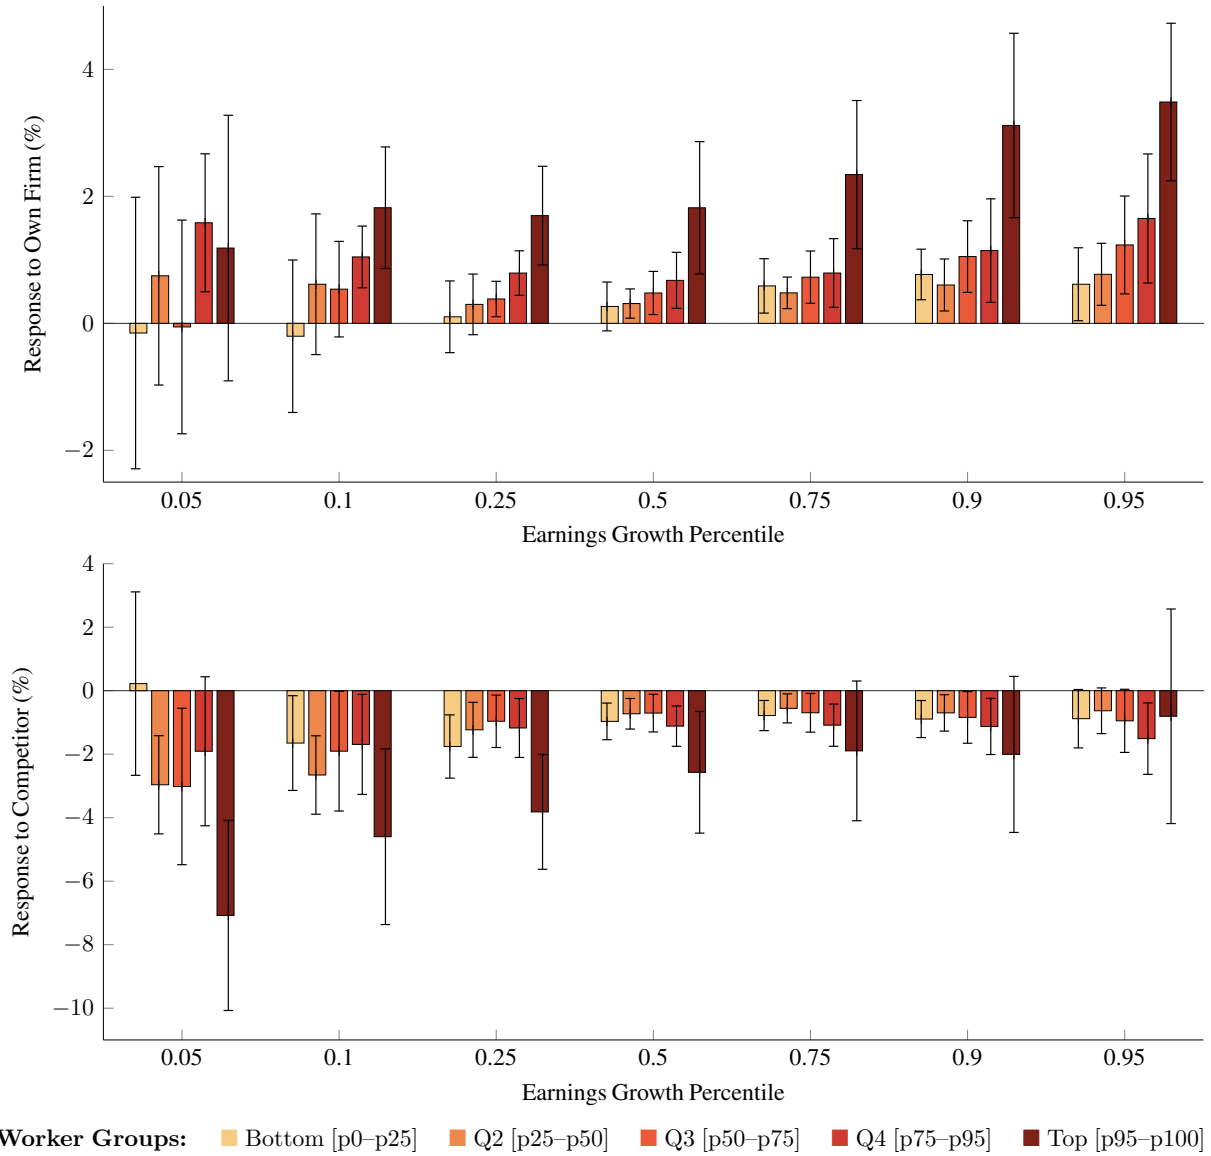 Response to Own Firm (%)
4
2
0
−2
0.05 0.1 0.25 0.5 0.75 0.9 0.95
Earnings Growth Percentile
Response to Competitor (%)
4
2
0
−2
−4
−6
−8
−10
0.05 0.1 0.25 0.5 0.75 0.9 0.95
Earnings Growth Percentile
Worker Groups: Bottom [p0–p25] Q2 [p25–p50] Q3 [p50–p75] Q4 [p75–p95] Top [p95–p100]